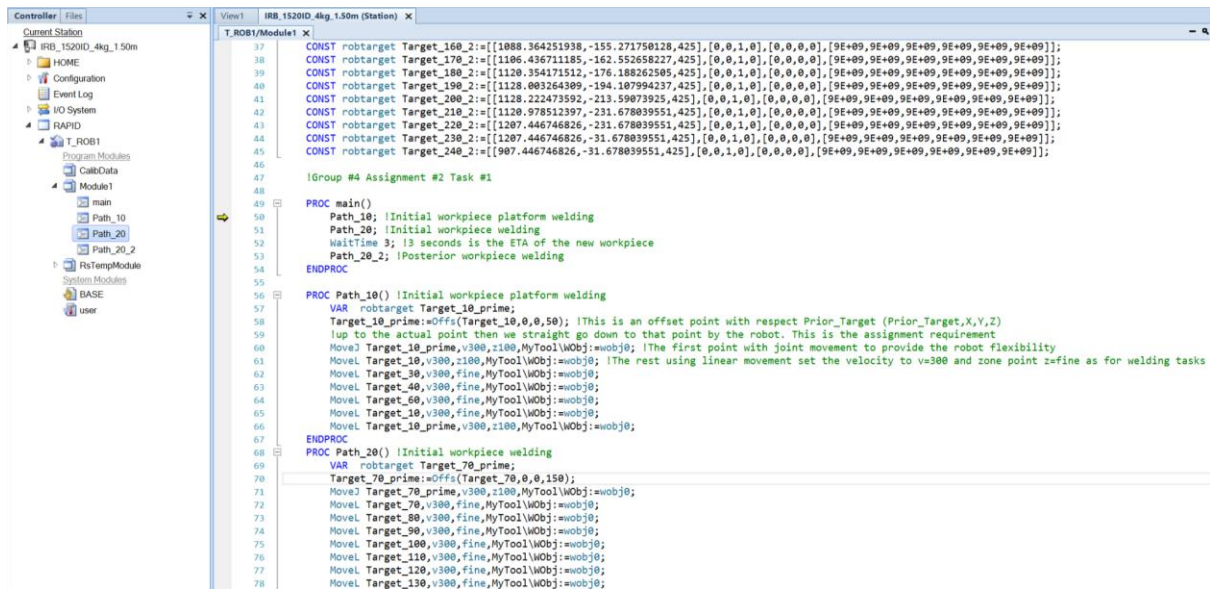 Controller Files
Current Station
IRB_1520ID_4kg_1.50m
HOME
Configuration
Event Log
I/O System
RAPID
T_ROB1
Program Modules
CalibData
Module1
main
Path_10
Path_20
Path_20_2
RsTempModule
System Modules
BASE
user
View1 IRB_1520ID_4kg_1.50m (Station)
T_ROB1/Module1
37 CONST robtarget Target_160_2:=[[1088.364251938,-155.271750128,425],[0,0,1,0],[0,0,0,0],[9E+09,9E+09,9E+09,9E+09,9E+09,9E+09]];
38 CONST robtarget Target_170_2:=[[1106.436711185,-162.552658227,425],[0,0,1,0],[0,0,0,0],[9E+09,9E+09,9E+09,9E+09,9E+09,9E+09]];
39 CONST robtarget Target_180_2:=[[1120.354171512,-176.188262505,425],[0,0,1,0],[0,0,0,0],[9E+09,9E+09,9E+09,9E+09,9E+09,9E+09]];
40 CONST robtarget Target_190_2:=[[1128.003264309,-194.107994237,425],[0,0,1,0],[0,0,0,0],[9E+09,9E+09,9E+09,9E+09,9E+09,9E+09]];
41 CONST robtarget Target_200_2:=[[1128.222473592,-213.59073925,425],[0,0,1,0],[0,0,0,0],[9E+09,9E+09,9E+09,9E+09,9E+09,9E+09]];
42 CONST robtarget Target_210_2:=[[1120.978512397,-231.678039551,425],[0,0,1,0],[0,0,0,0],[9E+09,9E+09,9E+09,9E+09,9E+09,9E+09]];
43 CONST robtarget Target_220_2:=[[1207.446746826,-231.678039551,425],[0,0,1,0],[0,0,0,0],[9E+09,9E+09,9E+09,9E+09,9E+09,9E+09]];
44 CONST robtarget Target_230_2:=[[1207.446746826,-31.678039551,425],[0,0,1,0],[0,0,0,0],[9E+09,9E+09,9E+09,9E+09,9E+09,9E+09]];
45 CONST robtarget Target_240_2:=[[907.446746826,-31.678039551,425],[0,0,1,0],[0,0,0,0],[9E+09,9E+09,9E+09,9E+09,9E+09,9E+09]];
46
47 !Group #4 Assignment #2 Task #1
48
49 PROC main()
50 Path_10; !Initial workpiece platform welding
51 Path_20; !Initial workpiece welding
52 WaitTime 3; !3 seconds is the ETA of the new workpiece
53 Path_20_2; !Posterior workpiece welding
54 ENDPROC
55
56 PROC Path_10() !Initial workpiece platform welding
57 VAR robtarget Target_10_prime;
58 Target_10_prime:=Offs(Target_10,0,0,50); !This is an offset point with respect Prior_Target (Prior_Target,X,Y,Z)
59 !up to the actual point then we straight go down to that point by the robot. This is the assignment requirement
60 MoveJ Target_10_prime,v300,z100,MyTool\WObj:=wobj0; !The first point with joint movement to provide the robot flexibility
61 MoveL Target_10,v300,z100,MyTool\WObj:=wobj0; !The rest using linear movement set the velocity to v=300 and zone point z=fine as for welding tasks
62 MoveL Target_30,v300,fine,MyTool\WObj:=wobj0;
63 MoveL Target_40,v300,fine,MyTool\WObj:=wobj0;
64 MoveL Target_60,v300,fine,MyTool\WObj:=wobj0;
65 MoveL Target_10,v300,fine,MyTool\WObj:=wobj0;
66 MoveL Target_10_prime,v300,z100,MyTool\WObj:=wobj0;
67 ENDPROC
68 PROC Path_20() !Initial workpiece welding
69 VAR robtarget Target_70_prime;
70 Target_70_prime:=Offs(Target_70,0,0,150);
71 MoveJ Target_70_prime,v300,z100,MyTool\WObj:=wobj0;
72 MoveL Target_70,v300,fine,MyTool\WObj:=wobj0;
73 MoveL Target_80,v300,fine,MyTool\WObj:=wobj0;
74 MoveL Target_90,v300,fine,MyTool\WObj:=wobj0;
75 MoveL Target_100,v300,fine,MyTool\WObj:=wobj0;
76 MoveL Target_110,v300,fine,MyTool\WObj:=wobj0;
77 MoveL Target_120,v300,fine,MyTool\WObj:=wobj0;
78 MoveL Target_130,v300,fine,MyTool\WObj:=wobj0;